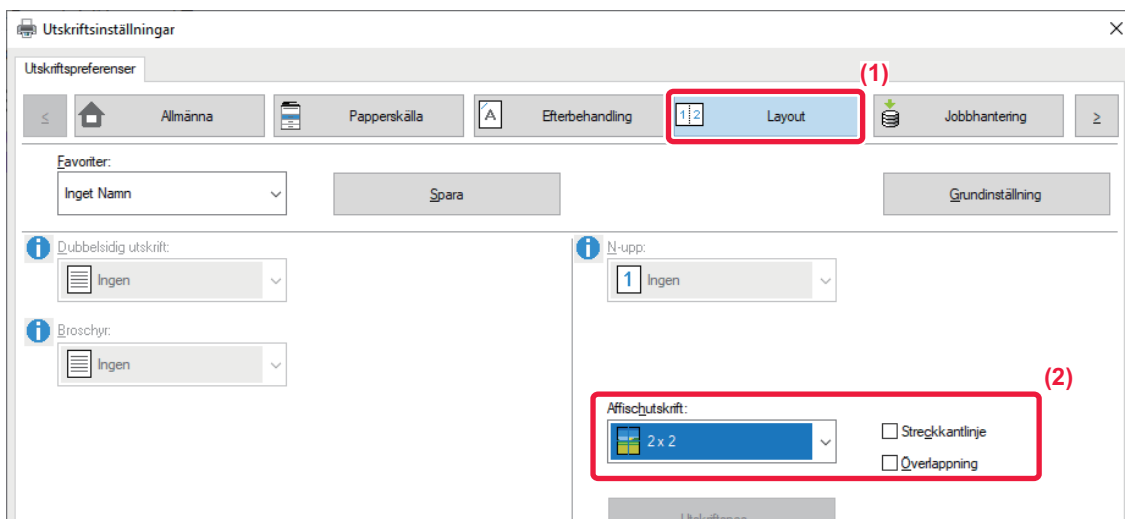 Utskriftsinställningar
Utskriftspreferenser
(1)
< Allmänna Papperskälla Efterbehandling 1 2 Layout Jobbhantering >
Favoriter:
Inget Namn Spara Grundinställning
Dubbelsidig utskrift: N-upp:
Ingen 1 Ingen
Broschyr:
Ingen
(2)
Affischutskrift:
2 x 2 Streckkantlinje
Överlappning